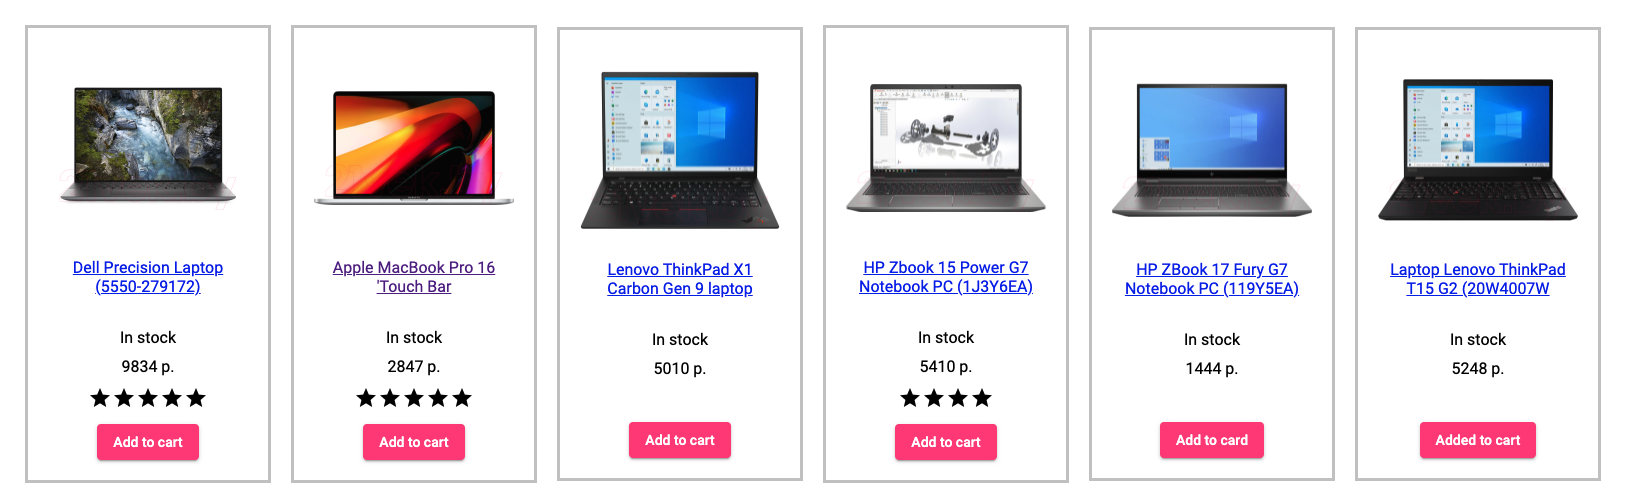 Dell Precision Laptop
(5550-279172)
In stock
9834 p.
Add to cart
Apple MacBook Pro 16
'Touch Bar
In stock
2847 p.
Add to cart
Lenovo ThinkPad X1
Carbon Gen 9 laptop
In stock
5010 p.
Add to cart
HP Zbook 15 Power G7
Notebook PC (1J3Y6EA)
In stock
5410 p.
Add to cart
HP ZBook 17 Fury G7
Notebook PC (119Y5EA)
In stock
1444 p.
Add to card
Laptop Lenovo ThinkPad
T15 G2 (20W4007W
In stock
5248 p.
Added to cart